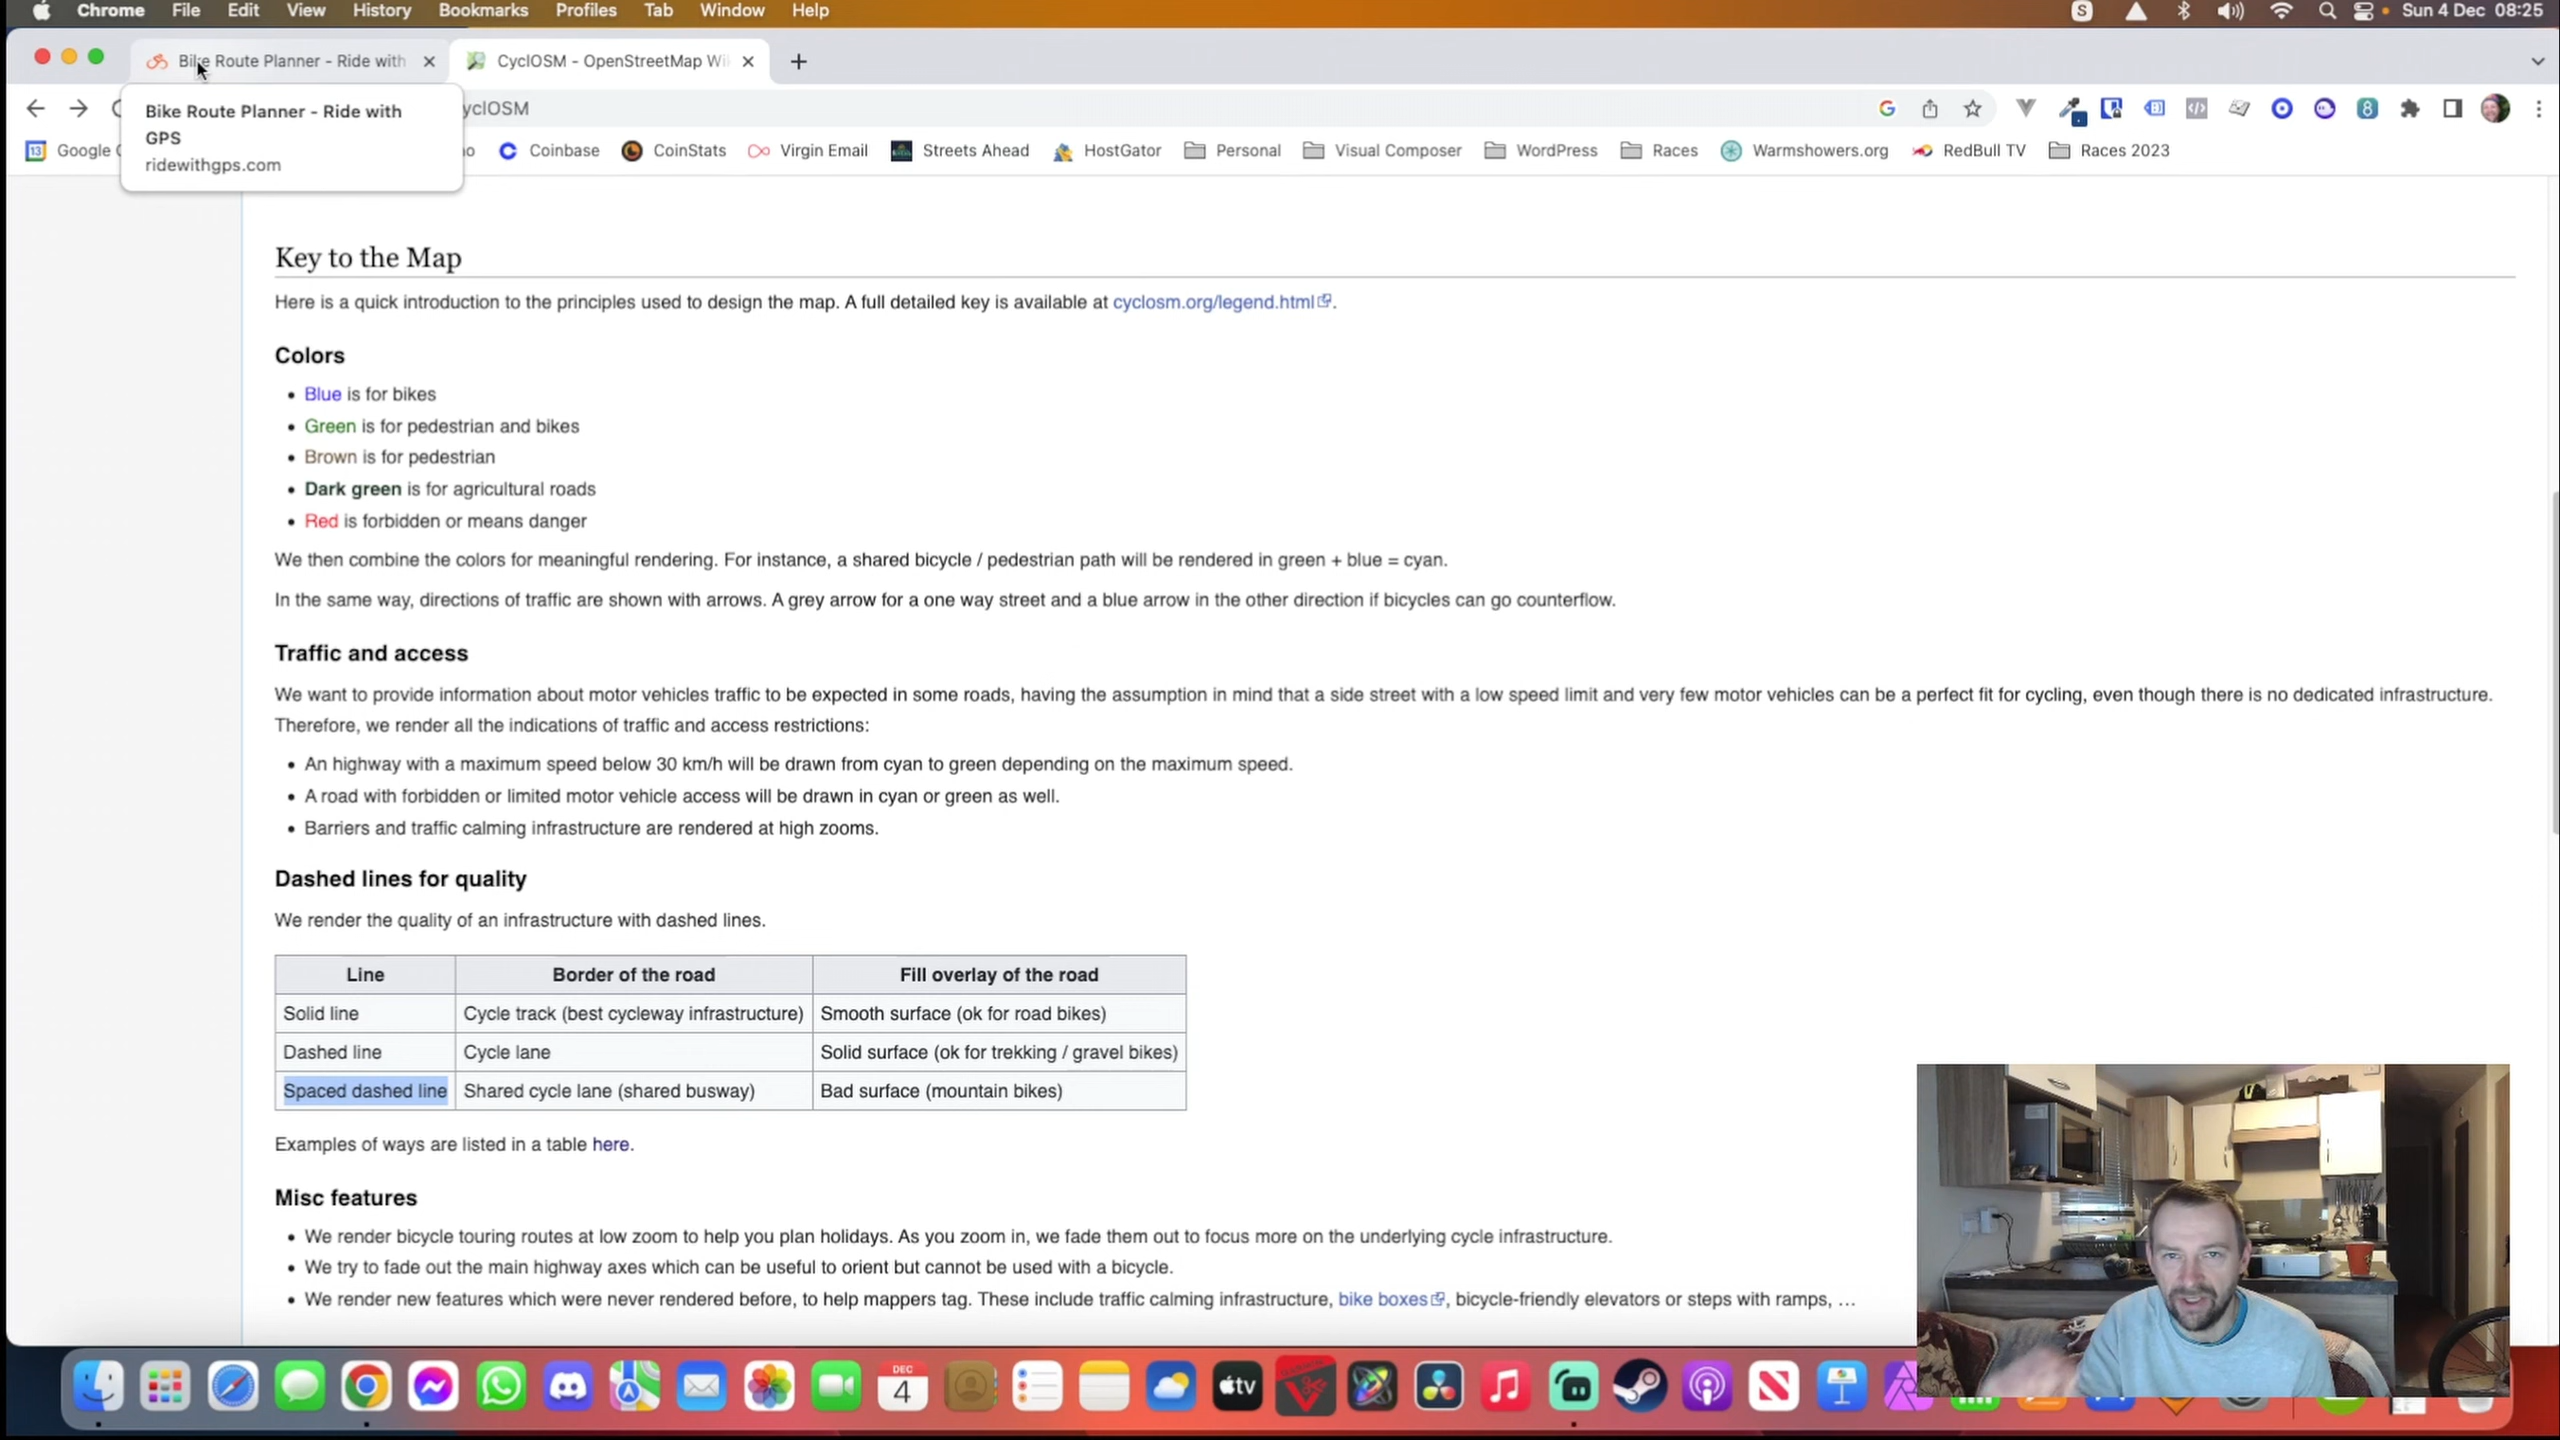 Chrome File Edit View History Bookmarks Profiles Tab Window Help
Sun 4 Dec 08:25
Bike Route Planner - Ride with
CyclOSM - OpenStreetMap Wi
Bike Route Planner - Ride with
GPS
ridewithgps.com
yclOSM
Google
Coinbase
CoinStats
Virgin Email
Streets Ahead
HostGator
Personal
Visual Composer
WordPress
Races
Warmshowers.org
RedBull TV
Races 2023
Key to the Map
Here is a quick introduction to the principles used to design the map. A full detailed key is available at cyclosm.org/legend.html.
Colors
• Blue is for bikes
• Green is for pedestrian and bikes
• Brown is for pedestrian
• Dark green is for agricultural roads
• Red is forbidden or means danger
We then combine the colors for meaningful rendering. For instance, a shared bicycle / pedestrian path will be rendered in green + blue = cyan.
In the same way, directions of traffic are shown with arrows. A grey arrow for a one way street and a blue arrow in the other direction if bicycles can go counterflow.
Traffic and access
We want to provide information about motor vehicles traffic to be expected in some roads, having the assumption in mind that a side street with a low speed limit and very few motor vehicles can be a perfect fit for cycling, even though there is no dedicated infrastructure.
Therefore, we render all the indications of traffic and access restrictions:
• An highway with a maximum speed below 30 km/h will be drawn from cyan to green depending on the maximum speed.
• A road with forbidden or limited motor vehicle access will be drawn in cyan or green as well.
• Barriers and traffic calming infrastructure are rendered at high zooms.
Dashed lines for quality
We render the quality of an infrastructure with dashed lines.
Line Border of the road Fill overlay of the road
Solid line Cycle track (best cycleway infrastructure) Smooth surface (ok for road bikes)
Dashed line Cycle lane Solid surface (ok for trekking / gravel bikes)
Spaced dashed line Shared cycle lane (shared busway) Bad surface (mountain bikes)
Examples of ways are listed in a table here.
Misc features
• We render bicycle touring routes at low zoom to help you plan holidays. As you zoom in, we fade them out to focus more on the underlying cycle infrastructure.
• We try to fade out the main highway axes which can be useful to orient but cannot be used with a bicycle.
• We render new features which were never rendered before, to help mappers tag. These include traffic calming infrastructure, bike boxes, bicycle-friendly elevators or steps with ramps, …
DEC
4
tv